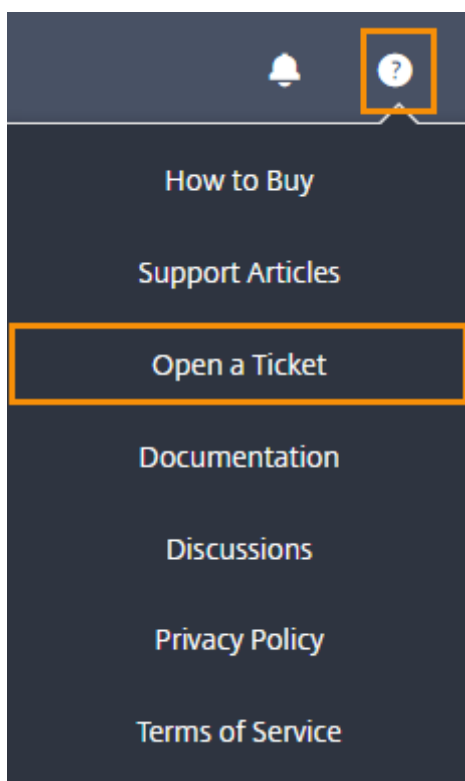 ?
How to Buy
Support Articles
Open a Ticket
Documentation
Discussions
Privacy Policy
Terms of Service